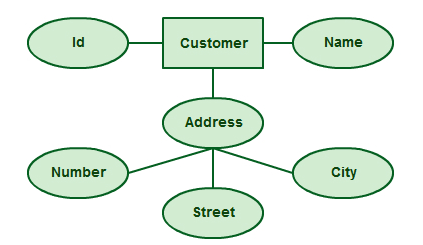 Id
Customer
Name
Address
Number
Street
City